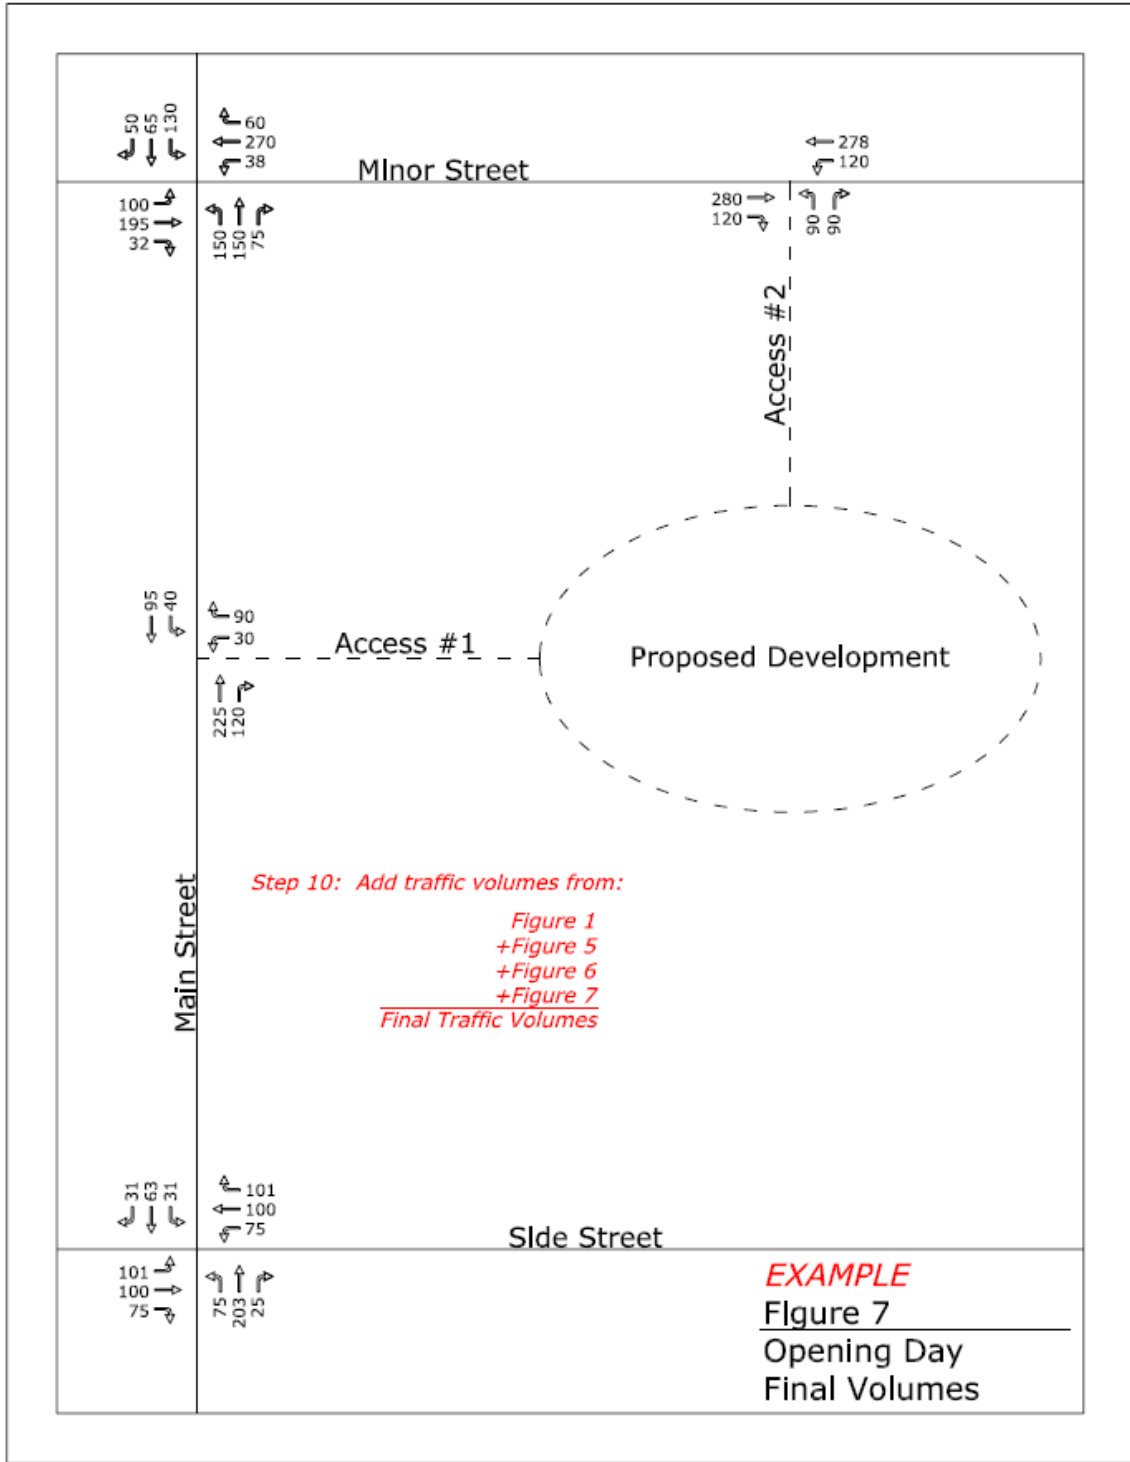 50
65
130
60
270
38
MInor Street
278
120
100
195
32
150
150
75
280
120
90
90
Access #2
95
40
90
30
Access #1
Proposed Development
225
120
Main Street
Step 10: Add traffic volumes from:
Figure 1
+Figure 5
+Figure 6
+Figure 7
Final Traffic Volumes
31
63
31
101
100
75
SIde Street
101
100
75
75
203
25
EXAMPLE
FIgure 7
Opening Day
Final Volumes